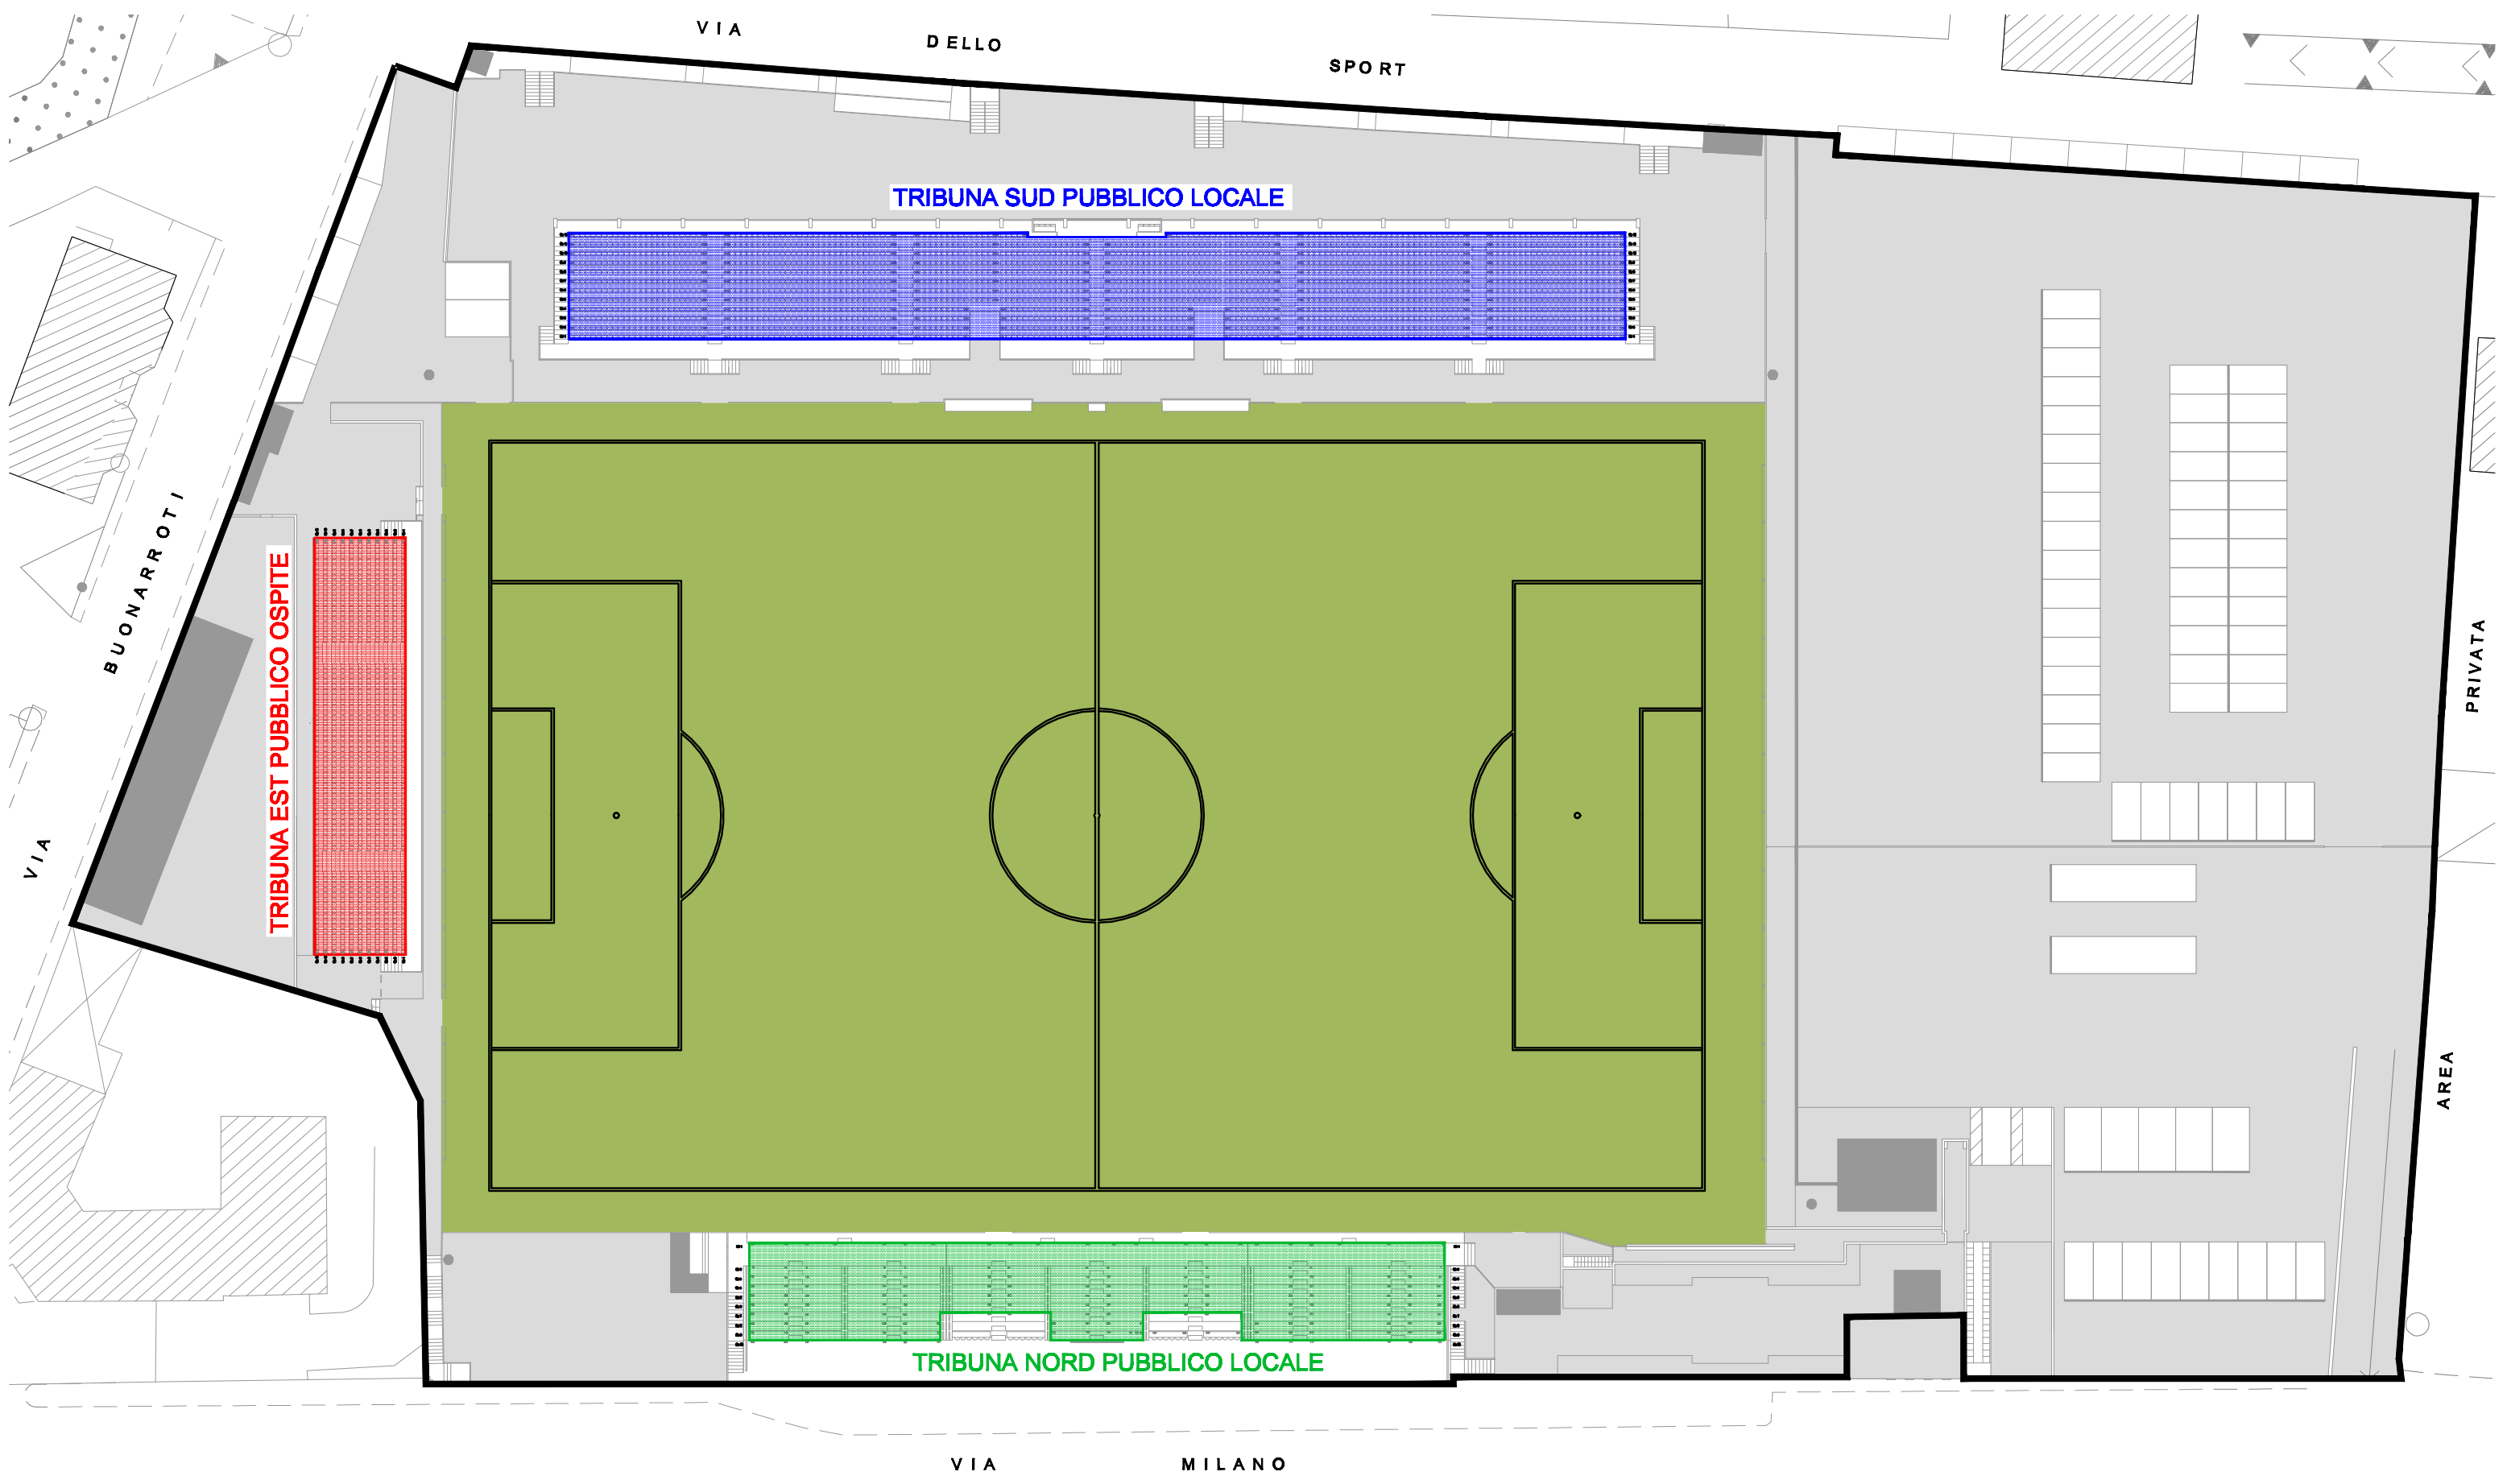 VIA DELLO SPORT
TRIBUNA SUD PUBBLICO LOCALE
VIA BUONARROTI
TRIBUNA EST PUBBLICO OSPITE
AREA PRIVATA
TRIBUNA NORD PUBBLICO LOCALE
VIA MILANO